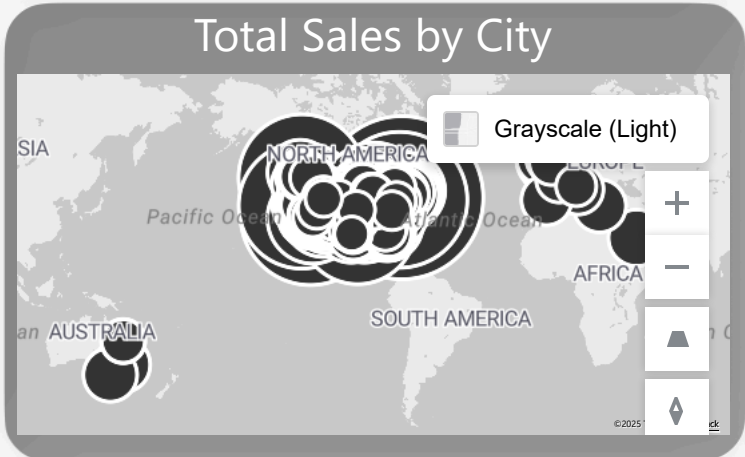 Total Sales by City
Grayscale (Light)
SIA
NORTH AMERICA
EUROPE
Pacific Ocean
Atlantic Ocean
AFRICA
SOUTH AMERICA
an
AUSTRALIA
©2025